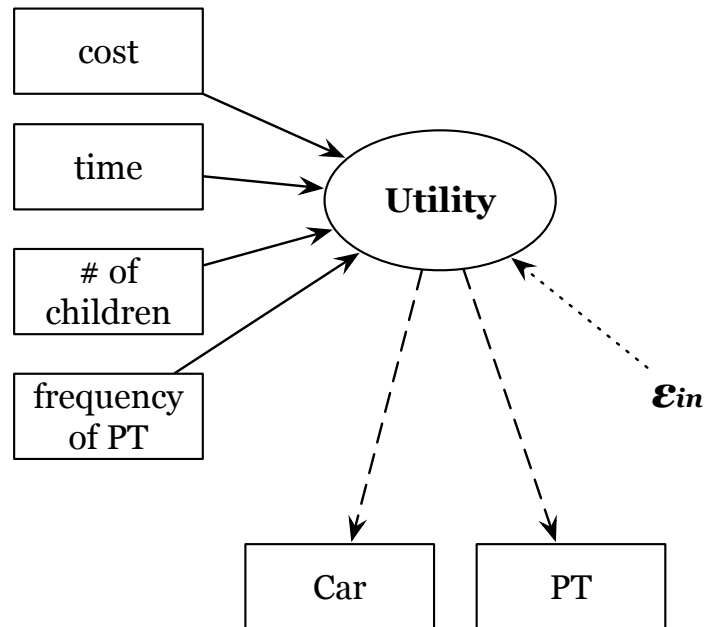 cost
time
# of
children
frequency
of PT
Utility
εin
Car
PT